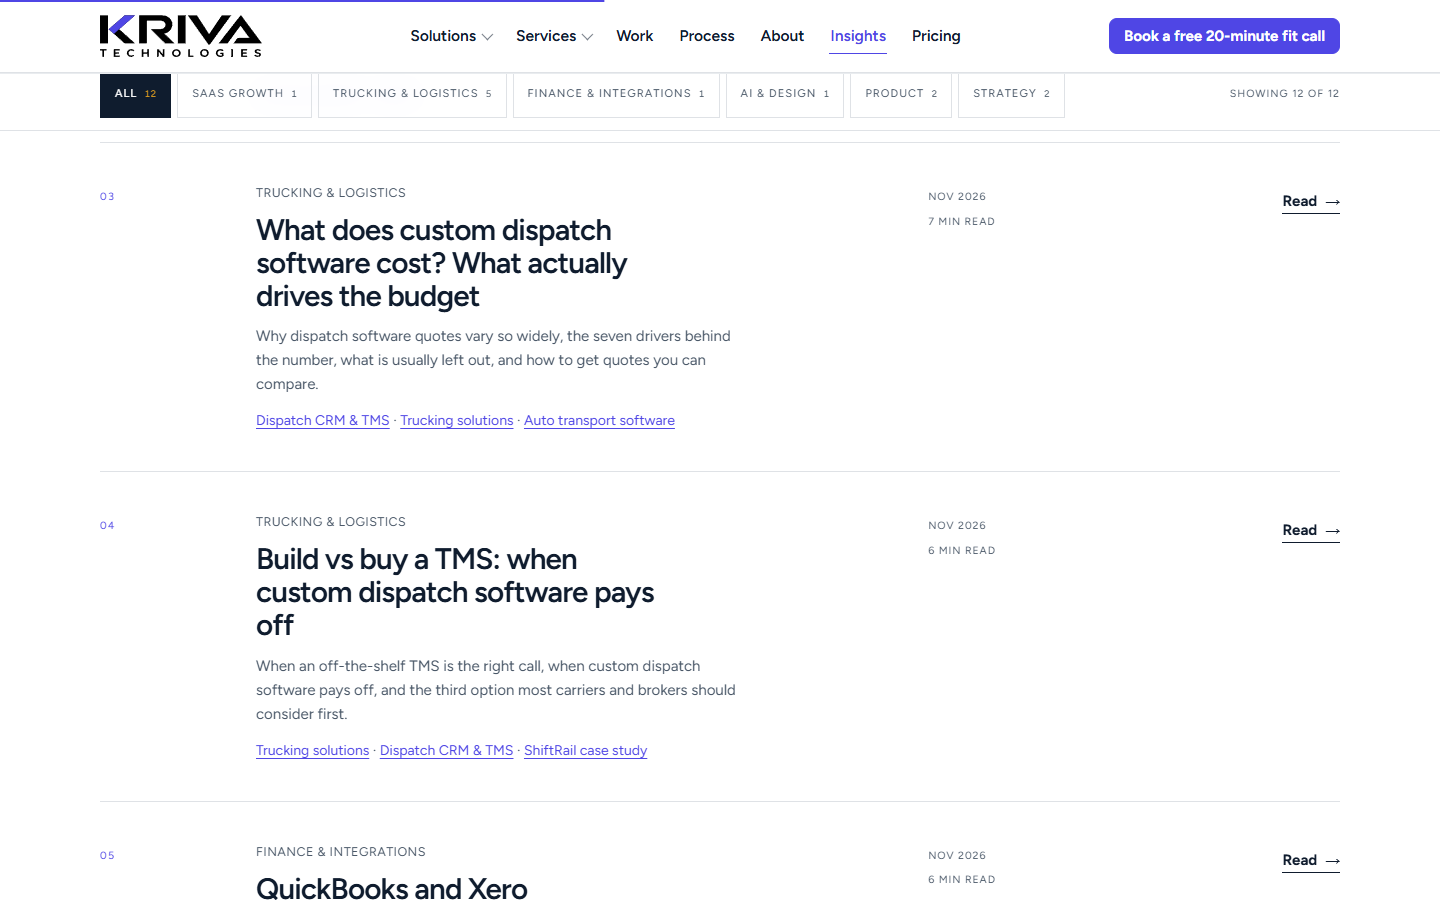 KRIVA
TECHNOLOGIES
Solutions Services Work Process About Insights Pricing
Book a free 20-minute fit call
ALL 12 SAAS GROWTH 1 TRUCKING & LOGISTICS 5 FINANCE & INTEGRATIONS 1 AI & DESIGN 1 PRODUCT 2 STRATEGY 2 SHOWING 12 OF 12
03
TRUCKING & LOGISTICS
What does custom dispatch
software cost? What actually
drives the budget
Why dispatch software quotes vary so widely, the seven drivers behind
the number, what is usually left out, and how to get quotes you can
compare.
Dispatch CRM & TMS · Trucking solutions · Auto transport software
NOV 2026
7 MIN READ
Read →
04
TRUCKING & LOGISTICS
Build vs buy a TMS: when
custom dispatch software pays
off
When an off-the-shelf TMS is the right call, when custom dispatch
software pays off, and the third option most carriers and brokers should
consider first.
Trucking solutions · Dispatch CRM & TMS · ShiftRail case study
NOV 2026
6 MIN READ
Read →
05
FINANCE & INTEGRATIONS
QuickBooks and Xero
NOV 2026
6 MIN READ
Read →